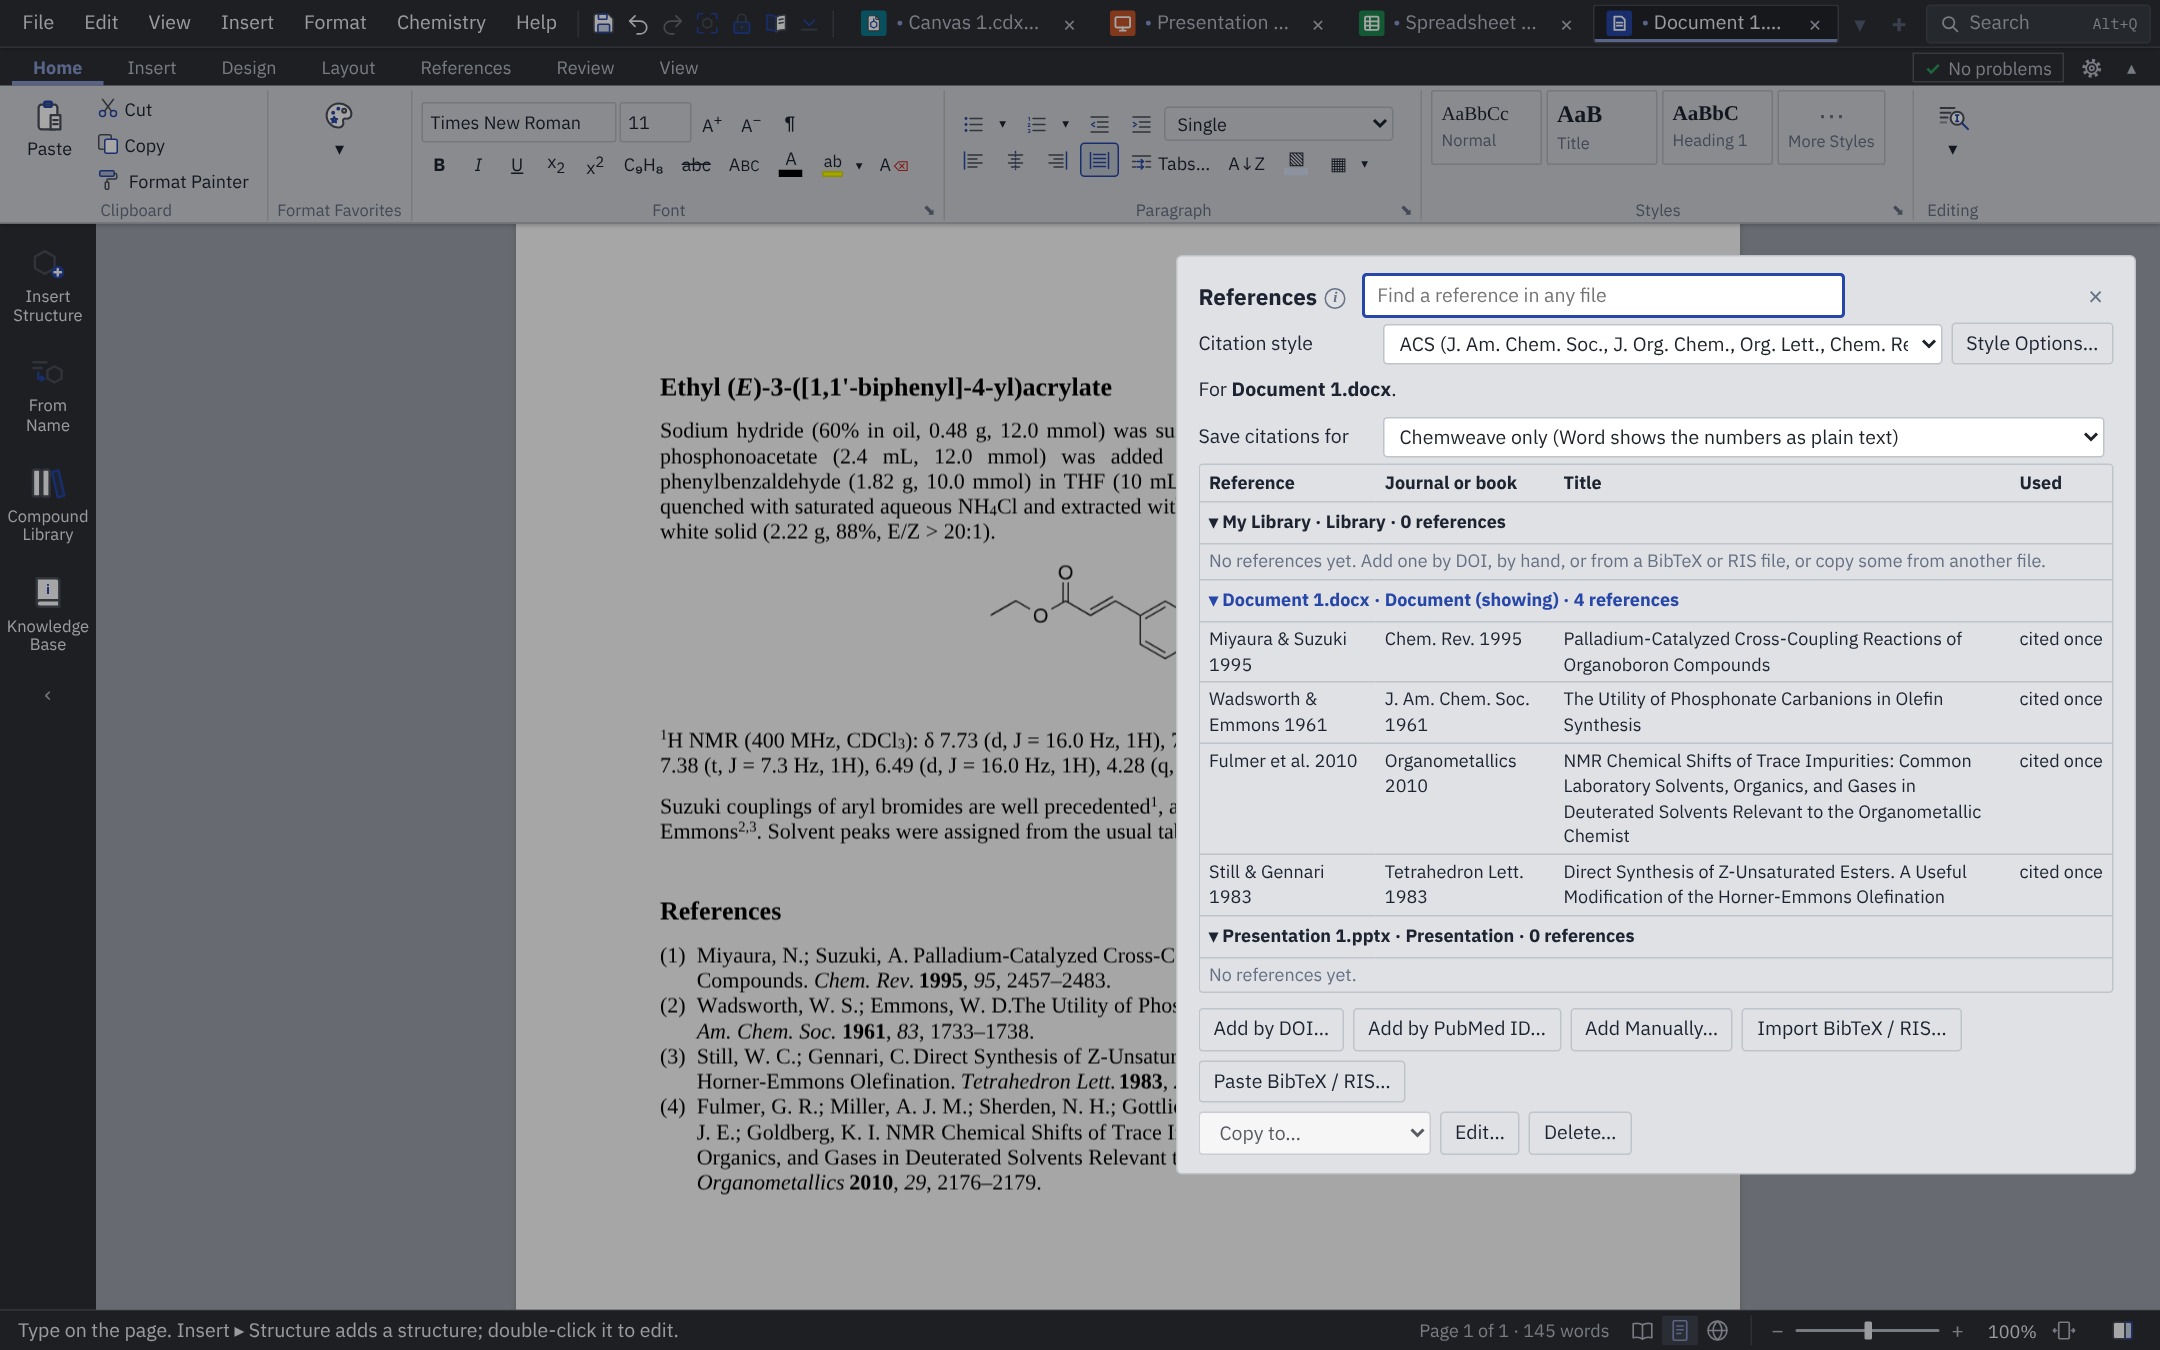 File Edit View Insert Format Chemistry Help • Canvas 1.cdx... × • Presentation ... × • Spreadsheet ... × • Document 1.... × Search Alt+Q
Home Insert Design Layout References Review View No problems
Paste Cut Copy Format Painter Clipboard
Format Favorites
Times New Roman 11 A+ A− ¶
B I U x₂ x² C₉H₈ abc ABC A ab A
Font
Single
Tabs... A↓Z
Paragraph
AaBbCc Normal AaB Title AaBbC Heading 1 ... More Styles
Styles
Editing
Insert
Structure
From
Name
Compound
Library
Knowledge
Base
Ethyl (E)-3-([1,1'-biphenyl]-4-yl)acrylate
Sodium hydride (60% in oil, 0.48 g, 12.0 mmol) was su
phosphonoacetate (2.4 mL, 12.0 mmol) was added
phenylbenzaldehyde (1.82 g, 10.0 mmol) in THF (10 mL
quenched with saturated aqueous NH₄Cl and extracted wit
white solid (2.22 g, 88%, E/Z > 20:1).
O
O
¹H NMR (400 MHz, CDCl₃): δ 7.73 (d, J = 16.0 Hz, 1H), 7
7.38 (t, J = 7.3 Hz, 1H), 6.49 (d, J = 16.0 Hz, 1H), 4.28 (q,
Suzuki couplings of aryl bromides are well precedented¹, a
Emmons²,³. Solvent peaks were assigned from the usual ta
References
(1) Miyaura, N.; Suzuki, A. Palladium-Catalyzed Cross-C
Compounds. Chem. Rev. 1995, 95, 2457–2483.
(2) Wadsworth, W. S.; Emmons, W. D.The Utility of Phos
Am. Chem. Soc. 1961, 83, 1733–1738.
(3) Still, W. C.; Gennari, C. Direct Synthesis of Z-Unsatur
Horner-Emmons Olefination. Tetrahedron Lett. 1983,
(4) Fulmer, G. R.; Miller, A. J. M.; Sherden, N. H.; Gottlie
J. E.; Goldberg, K. I. NMR Chemical Shifts of Trace I
Organics, and Gases in Deuterated Solvents Relevant t
Organometallics 2010, 29, 2176–2179.
References i Find a reference in any file ×
Citation style ACS (J. Am. Chem. Soc., J. Org. Chem., Org. Lett., Chem. Re Style Options...
For Document 1.docx.
Save citations for Chemweave only (Word shows the numbers as plain text)
Reference Journal or book Title Used
▾ My Library · Library · 0 references
No references yet. Add one by DOI, by hand, or from a BibTeX or RIS file, or copy some from another file.
▾ Document 1.docx · Document (showing) · 4 references
Miyaura & Suzuki Chem. Rev. 1995 Palladium-Catalyzed Cross-Coupling Reactions of cited once
1995 Organoboron Compounds
Wadsworth & J. Am. Chem. Soc. The Utility of Phosphonate Carbanions in Olefin cited once
Emmons 1961 1961 Synthesis
Fulmer et al. 2010 Organometallics NMR Chemical Shifts of Trace Impurities: Common cited once
2010 Laboratory Solvents, Organics, and Gases in
Deuterated Solvents Relevant to the Organometallic
Chemist
Still & Gennari Tetrahedron Lett. Direct Synthesis of Z-Unsaturated Esters. A Useful cited once
1983 1983 Modification of the Horner-Emmons Olefination
▾ Presentation 1.pptx · Presentation · 0 references
No references yet.
Add by DOI... Add by PubMed ID... Add Manually... Import BibTeX / RIS...
Paste BibTeX / RIS...
Copy to... Edit... Delete...
Type on the page. Insert ▸ Structure adds a structure; double-click it to edit. Page 1 of 1 · 145 words − + 100%